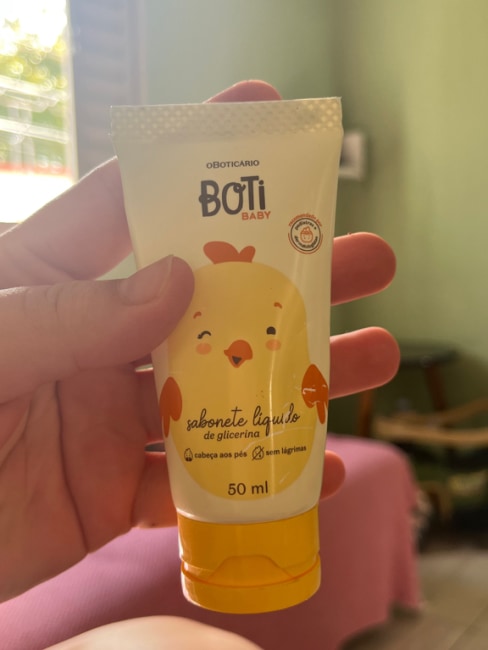 oBOTICÁRIO
BOTi
BABY
sabonete líquido
de glicerina
cabeça aos pés sem lágrimas
50 ml